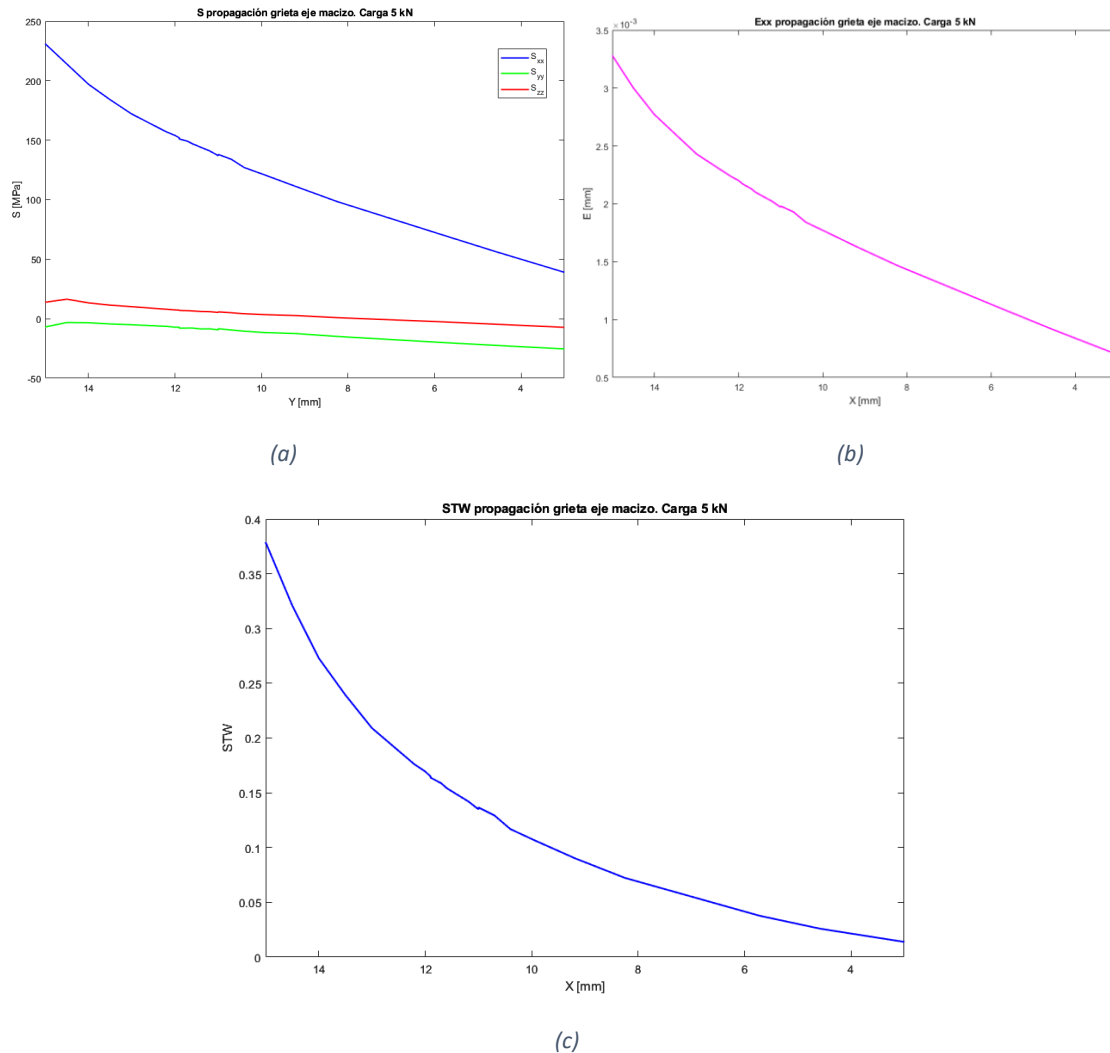 S propagación grieta eje macizo. Carga 5 kN
250
200
150
100
50
0
-50
S [MPa]
14
12
10
8
6
4
Y [mm]
S_xx
S_yy
S_zz
(a)
Exx propagación grieta eje macizo. Carga 5 kN
× 10^-3
3.5
3
2.5
2
1.5
1
0.5
E [mm]
14
12
10
8
6
4
X [mm]
(b)
STW propagación grieta eje macizo. Carga 5 kN
0.4
0.35
0.3
0.25
0.2
0.15
0.1
0.05
0
STW
14
12
10
8
6
4
X [mm]
(c)